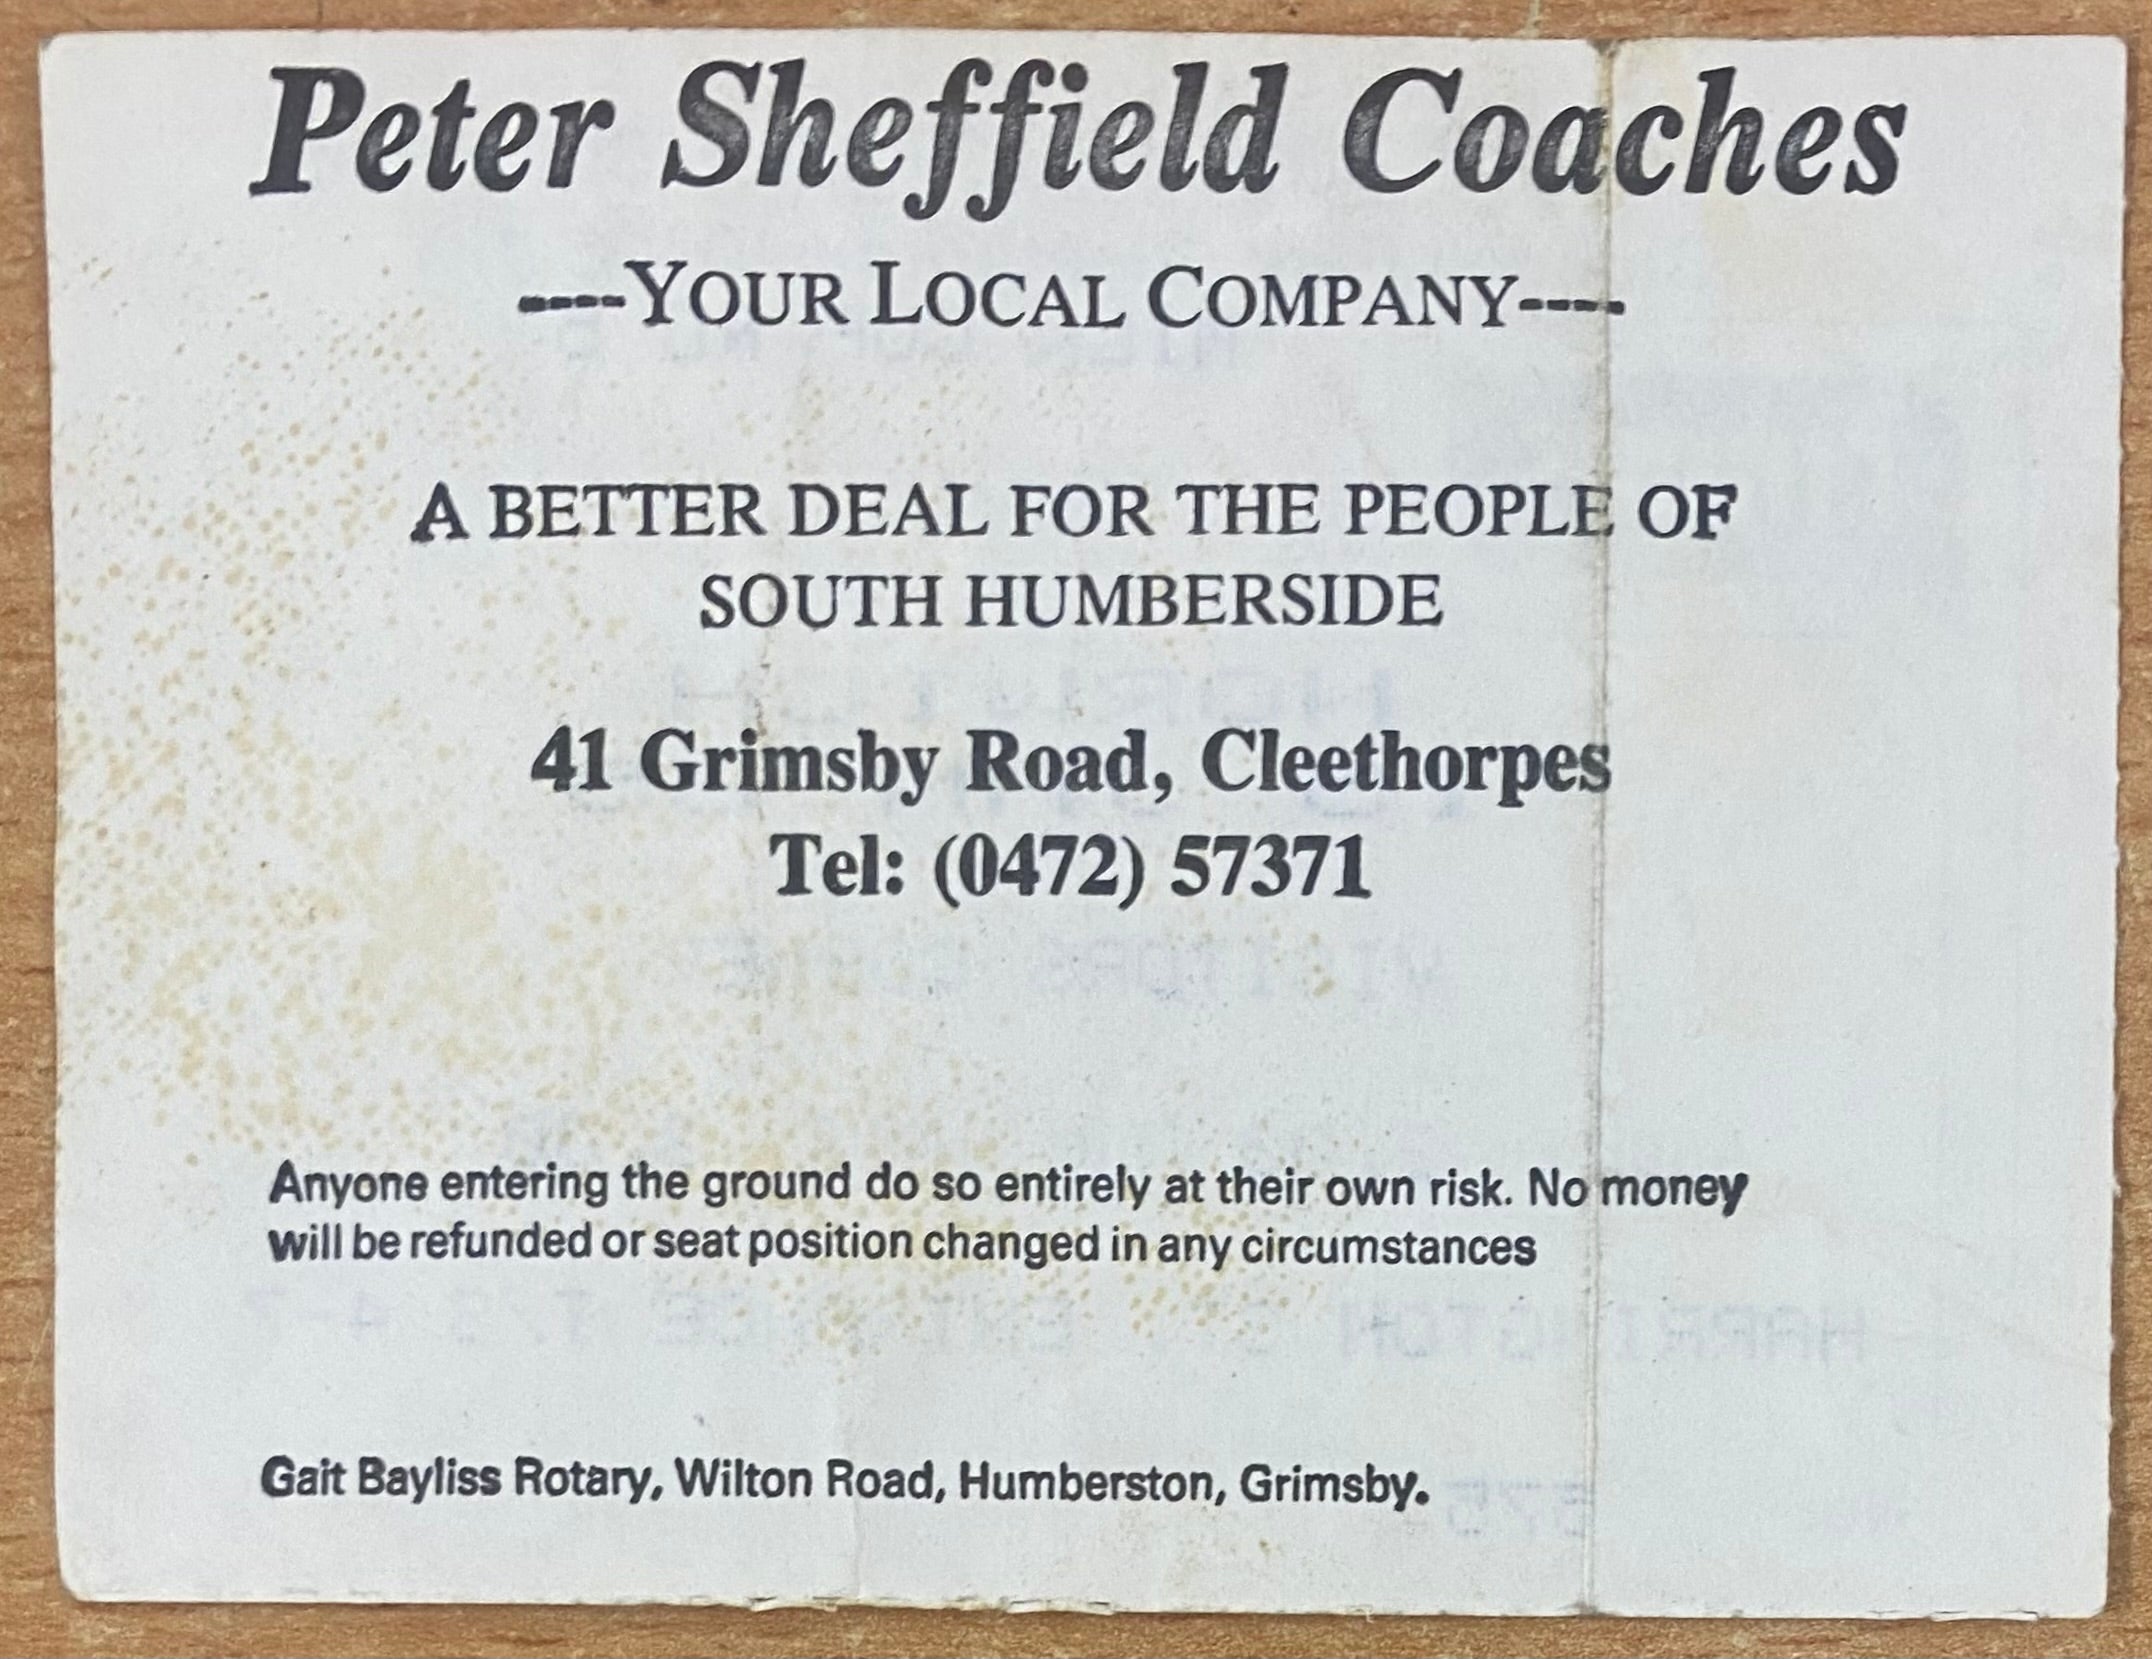 Peter Sheffield Coaches
----YOUR LOCAL COMPANY----
A BETTER DEAL FOR THE PEOPLE OF
SOUTH HUMBERSIDE
41 Grimsby Road, Cleethorpes
Tel: (0472) 57371
Anyone entering the ground do so entirely at their own risk. No money
will be refunded or seat position changed in any circumstances
Gait Bayliss Rotary, Wilton Road, Humberston, Grimsby.